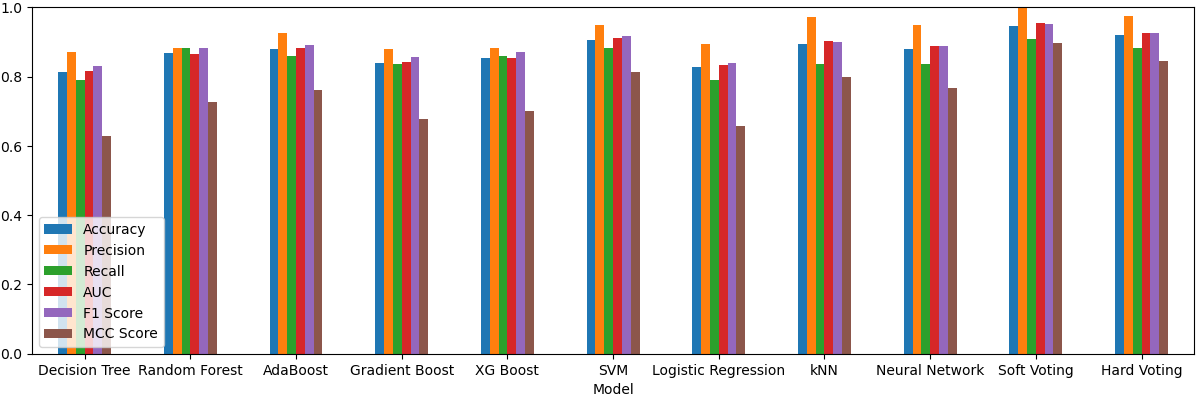 1.0
0.8
0.6
0.4
0.2
0.0
Accuracy
Precision
Recall
AUC
F1 Score
MCC Score
Decision Tree Random Forest AdaBoost Gradient Boost XG Boost SVM Logistic Regression kNN Neural Network Soft Voting Hard Voting
Model